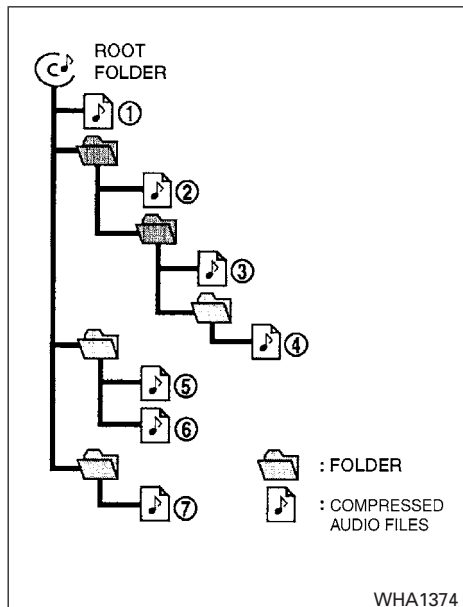 ROOT
FOLDER
①
②
③
④
⑤
⑥
⑦
: FOLDER
: COMPRESSED
AUDIO FILES
WHA1374